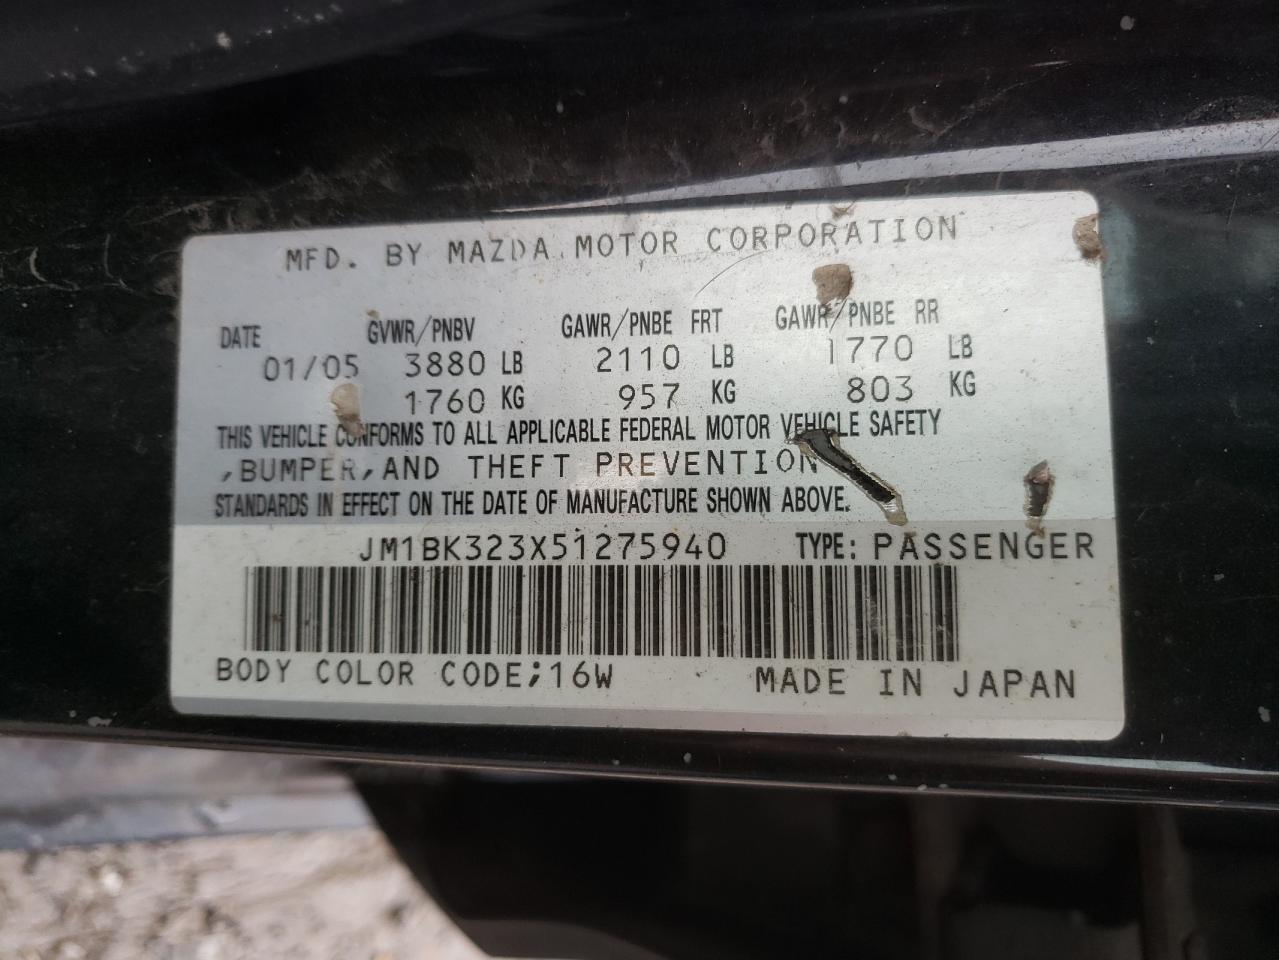 MFD. BY MAZDA MOTOR CORPORATION
DATE GVWR/PNBV GAWR/PNBE FRT GAWR/PNBE RR
01/05 3880 LB 2110 LB 1770 LB
1760 KG 957 KG 803 KG
THIS VEHICLE CONFORMS TO ALL APPLICABLE FEDERAL MOTOR VEHICLE SAFETY
,BUMPER,AND THEFT PREVENTION
STANDARDS IN EFFECT ON THE DATE OF MANUFACTURE SHOWN ABOVE.
JM1BK323X51275940 TYPE: PASSENGER
BODY COLOR CODE;16W MADE IN JAPAN